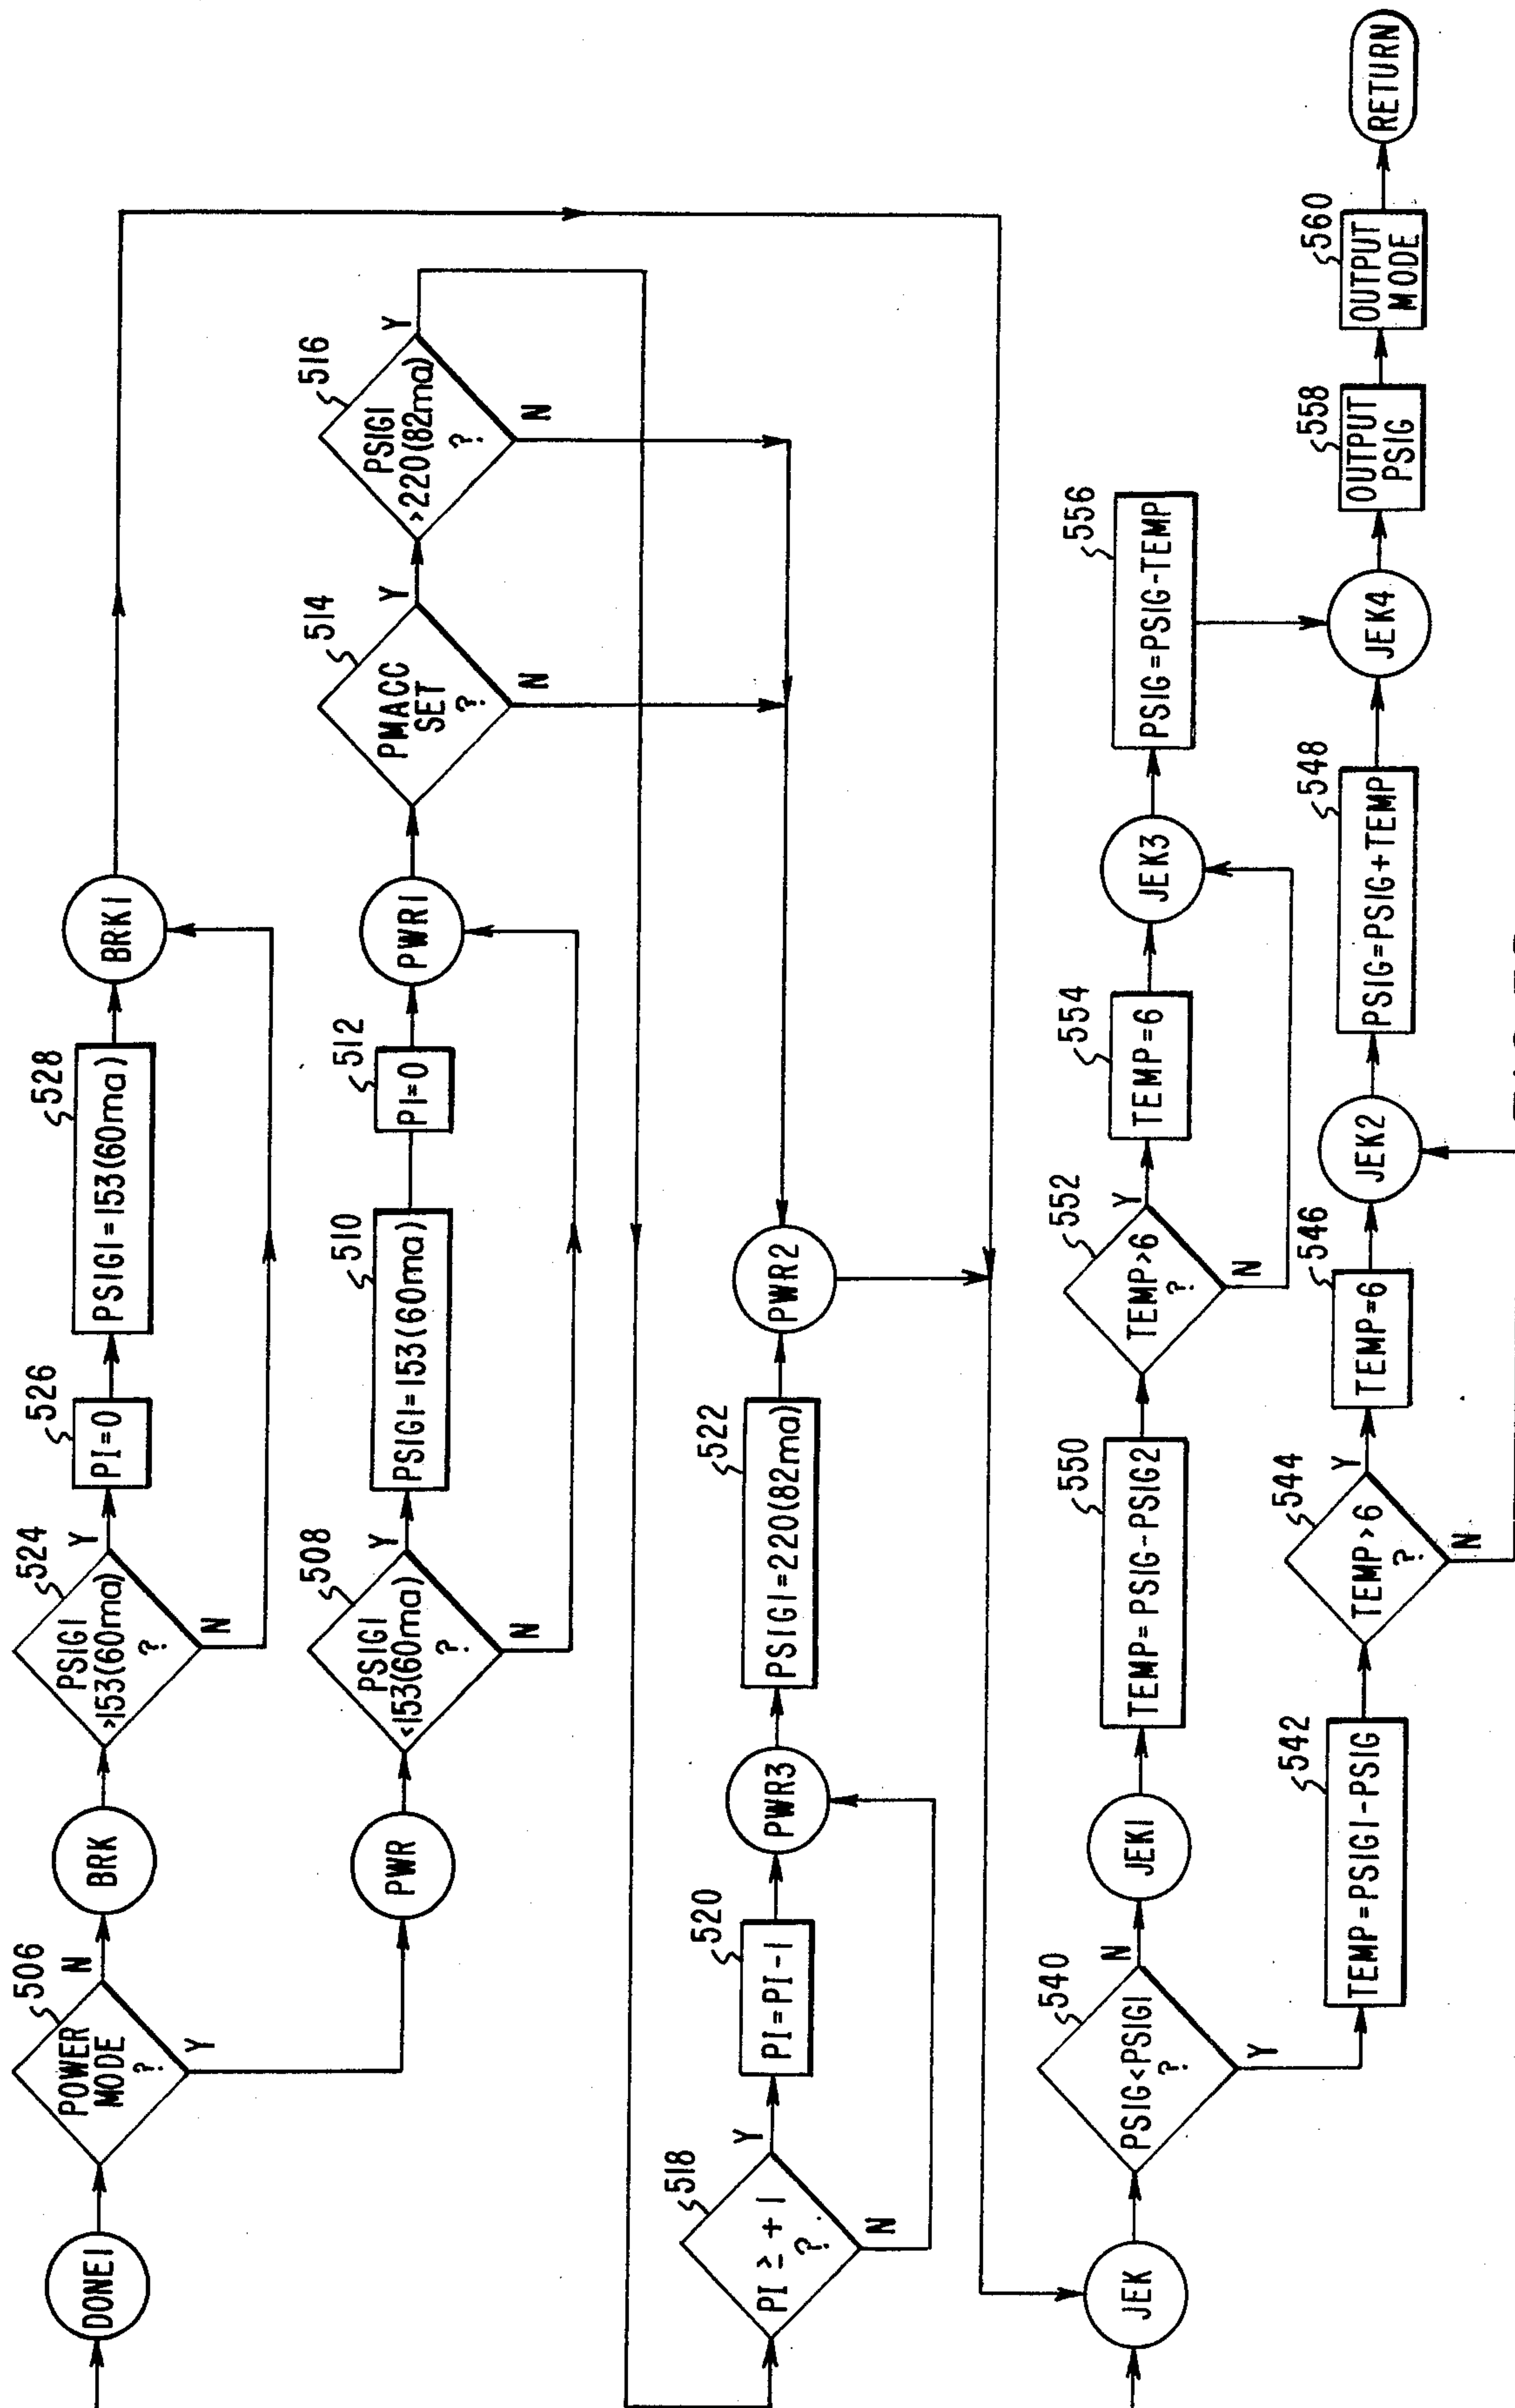 DONE1
506
POWER
MODE
?
N
Y
BRK
524
PSIG1
>153(60ma)
?
Y
N
526
PI=0
528
PSIG1=153(60ma)
BRK1
PWR
508
PSIG1
<153(60ma)
?
Y
N
510
PSIG1=153(60ma)
512
PI=0
PWR1
514
PMACC
SET
?
Y
N
516
PSIG1
>220(82ma)
?
Y
N
518
PI ≥ +1
?
Y
N
520
PI=PI-1
PWR3
522
PSIG1=220(82ma)
PWR2
JEK
540
PSIG<PSIG1
?
N
Y
JEK1
550
TEMP=PSIG-PSIG2
552
TEMP>6
?
Y
N
554
TEMP=6
JEK3
556
PSIG=PSIG-TEMP
542
TEMP=PSIG1-PSIG
544
TEMP>6
?
Y
N
546
TEMP=6
JEK2
548
PSIG=PSIG+TEMP
JEK4
558
OUTPUT
PSIG
560
OUTPUT
MODE
RETURN